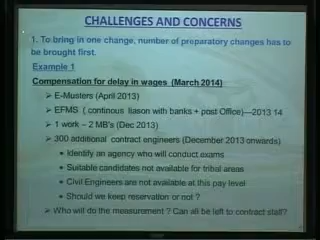 CHALLENGES AND CONCERNS
1. To bring in one change, number of preparatory changes has to
be brought first.
Example 1
Compensation for delay in wages (March 2014)
➢ E-Musters (April 2013)
➢ EFMS ( continous liason with banks + post Office)—2013 14
➢ 1 work – 2 MB's (Dec 2013)
➢ 300 additional contract engineers (December 2013 onwards)
• Identify an agency who will conduct exams
• Suitable candidates not available for tribal areas
• Civil Engineers are not available at this pay level
• Should we keep reservation or not ?
➢ Who will do the measurement ? Can all be left to contract staff?